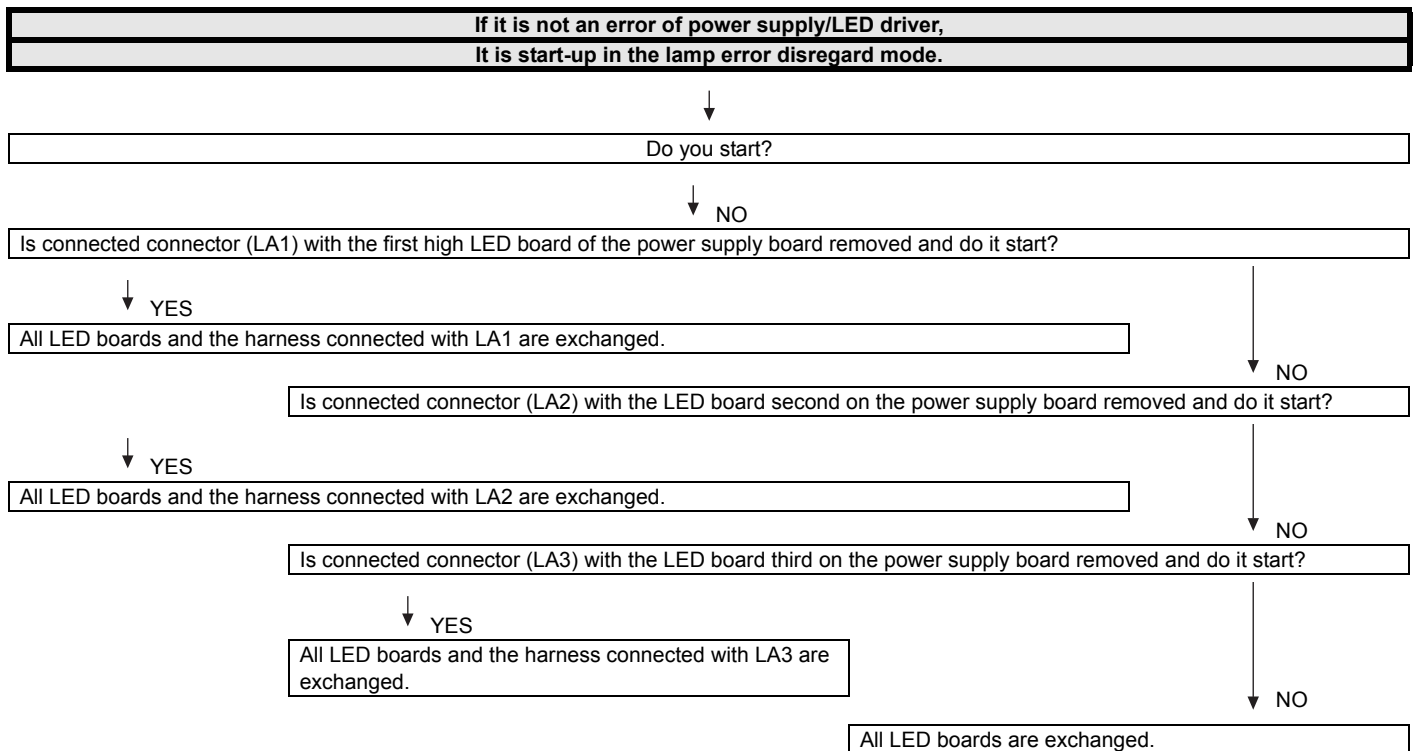 If it is not an error of power supply/LED driver,
It is start-up in the lamp error disregard mode.
Do you start?
NO
Is connected connector (LA1) with the first high LED board of the power supply board removed and do it start?
YES
All LED boards and the harness connected with LA1 are exchanged.
NO
Is connected connector (LA2) with the LED board second on the power supply board removed and do it start?
YES
All LED boards and the harness connected with LA2 are exchanged.
NO
Is connected connector (LA3) with the LED board third on the power supply board removed and do it start?
YES
All LED boards and the harness connected with LA3 are
exchanged.
NO
All LED boards are exchanged.